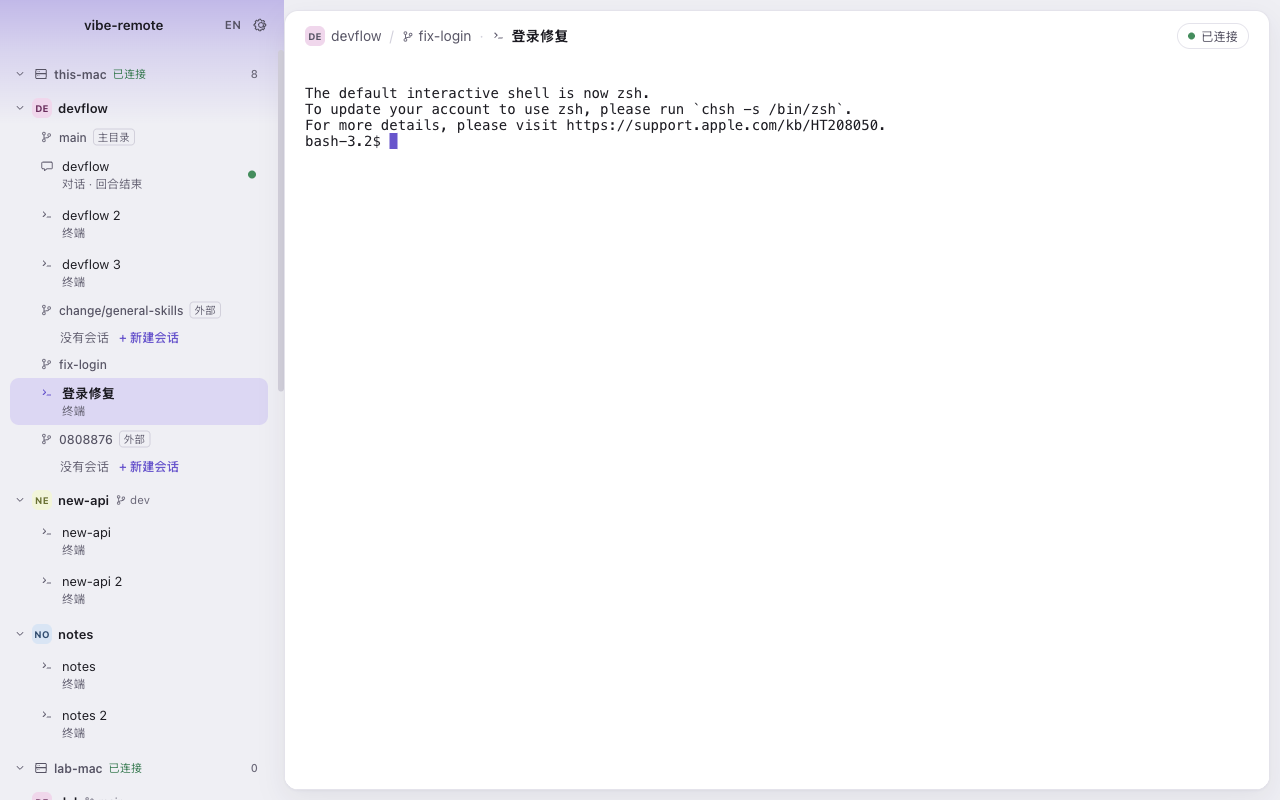 vibe-remote EN
this-mac 已连接 8
DE devflow
main 主目录
devflow
对话 · 回合结束
devflow 2
终端
devflow 3
终端
change/general-skills 外部
没有会话 + 新建会话
fix-login
登录修复
终端
0808876 外部
没有会话 + 新建会话
NE new-api dev
new-api
终端
new-api 2
终端
NO notes
notes
终端
notes 2
终端
lab-mac 已连接 0
DE devflow / fix-login · 登录修复 已连接
The default interactive shell is now zsh.
To update your account to use zsh, please run `chsh -s /bin/zsh`.
For more details, please visit https://support.apple.com/kb/HT208050.
bash-3.2$